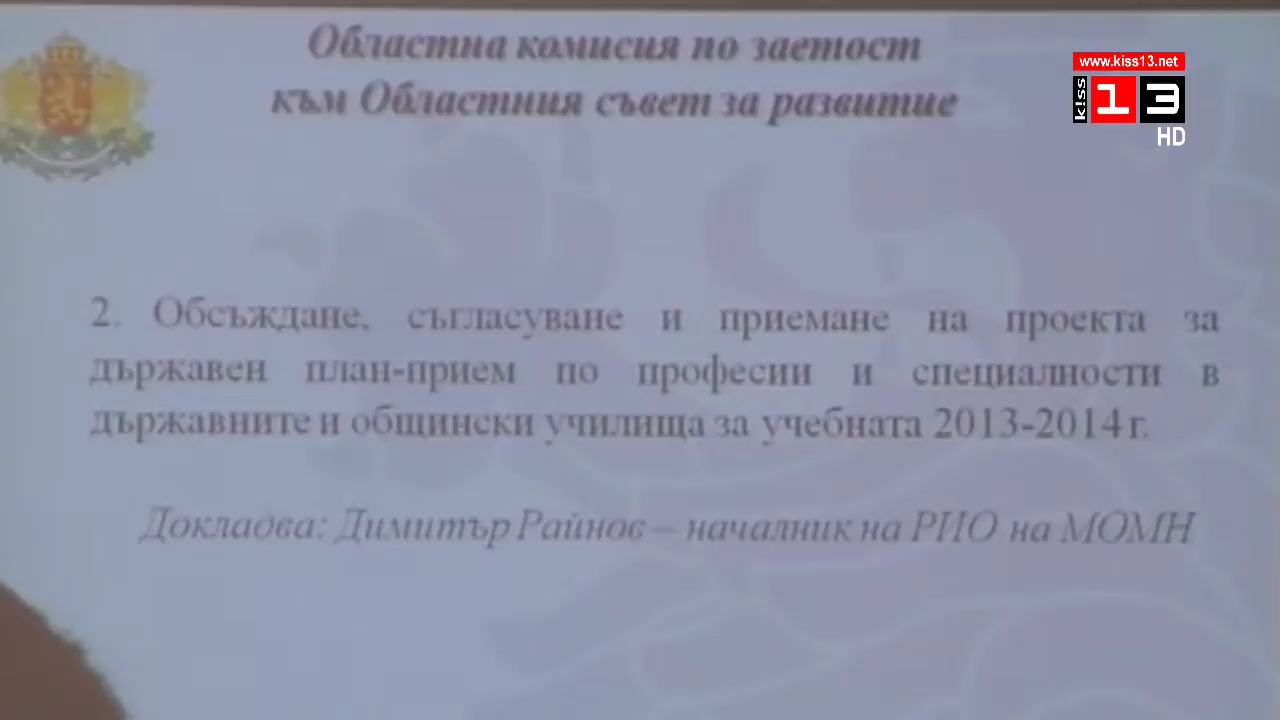 Областна комисия по заетост
към Областния съвет за развитие
www.kiss13.net
kiss 13
HD
2. Обсъждане, съгласуване и приемане на проекта за
държавен план-прием по професии и специалности в
държавните и общински училища за учебната 2013-2014 г.
Докладва: Димитър Райнов – началник на РИО на МОМН